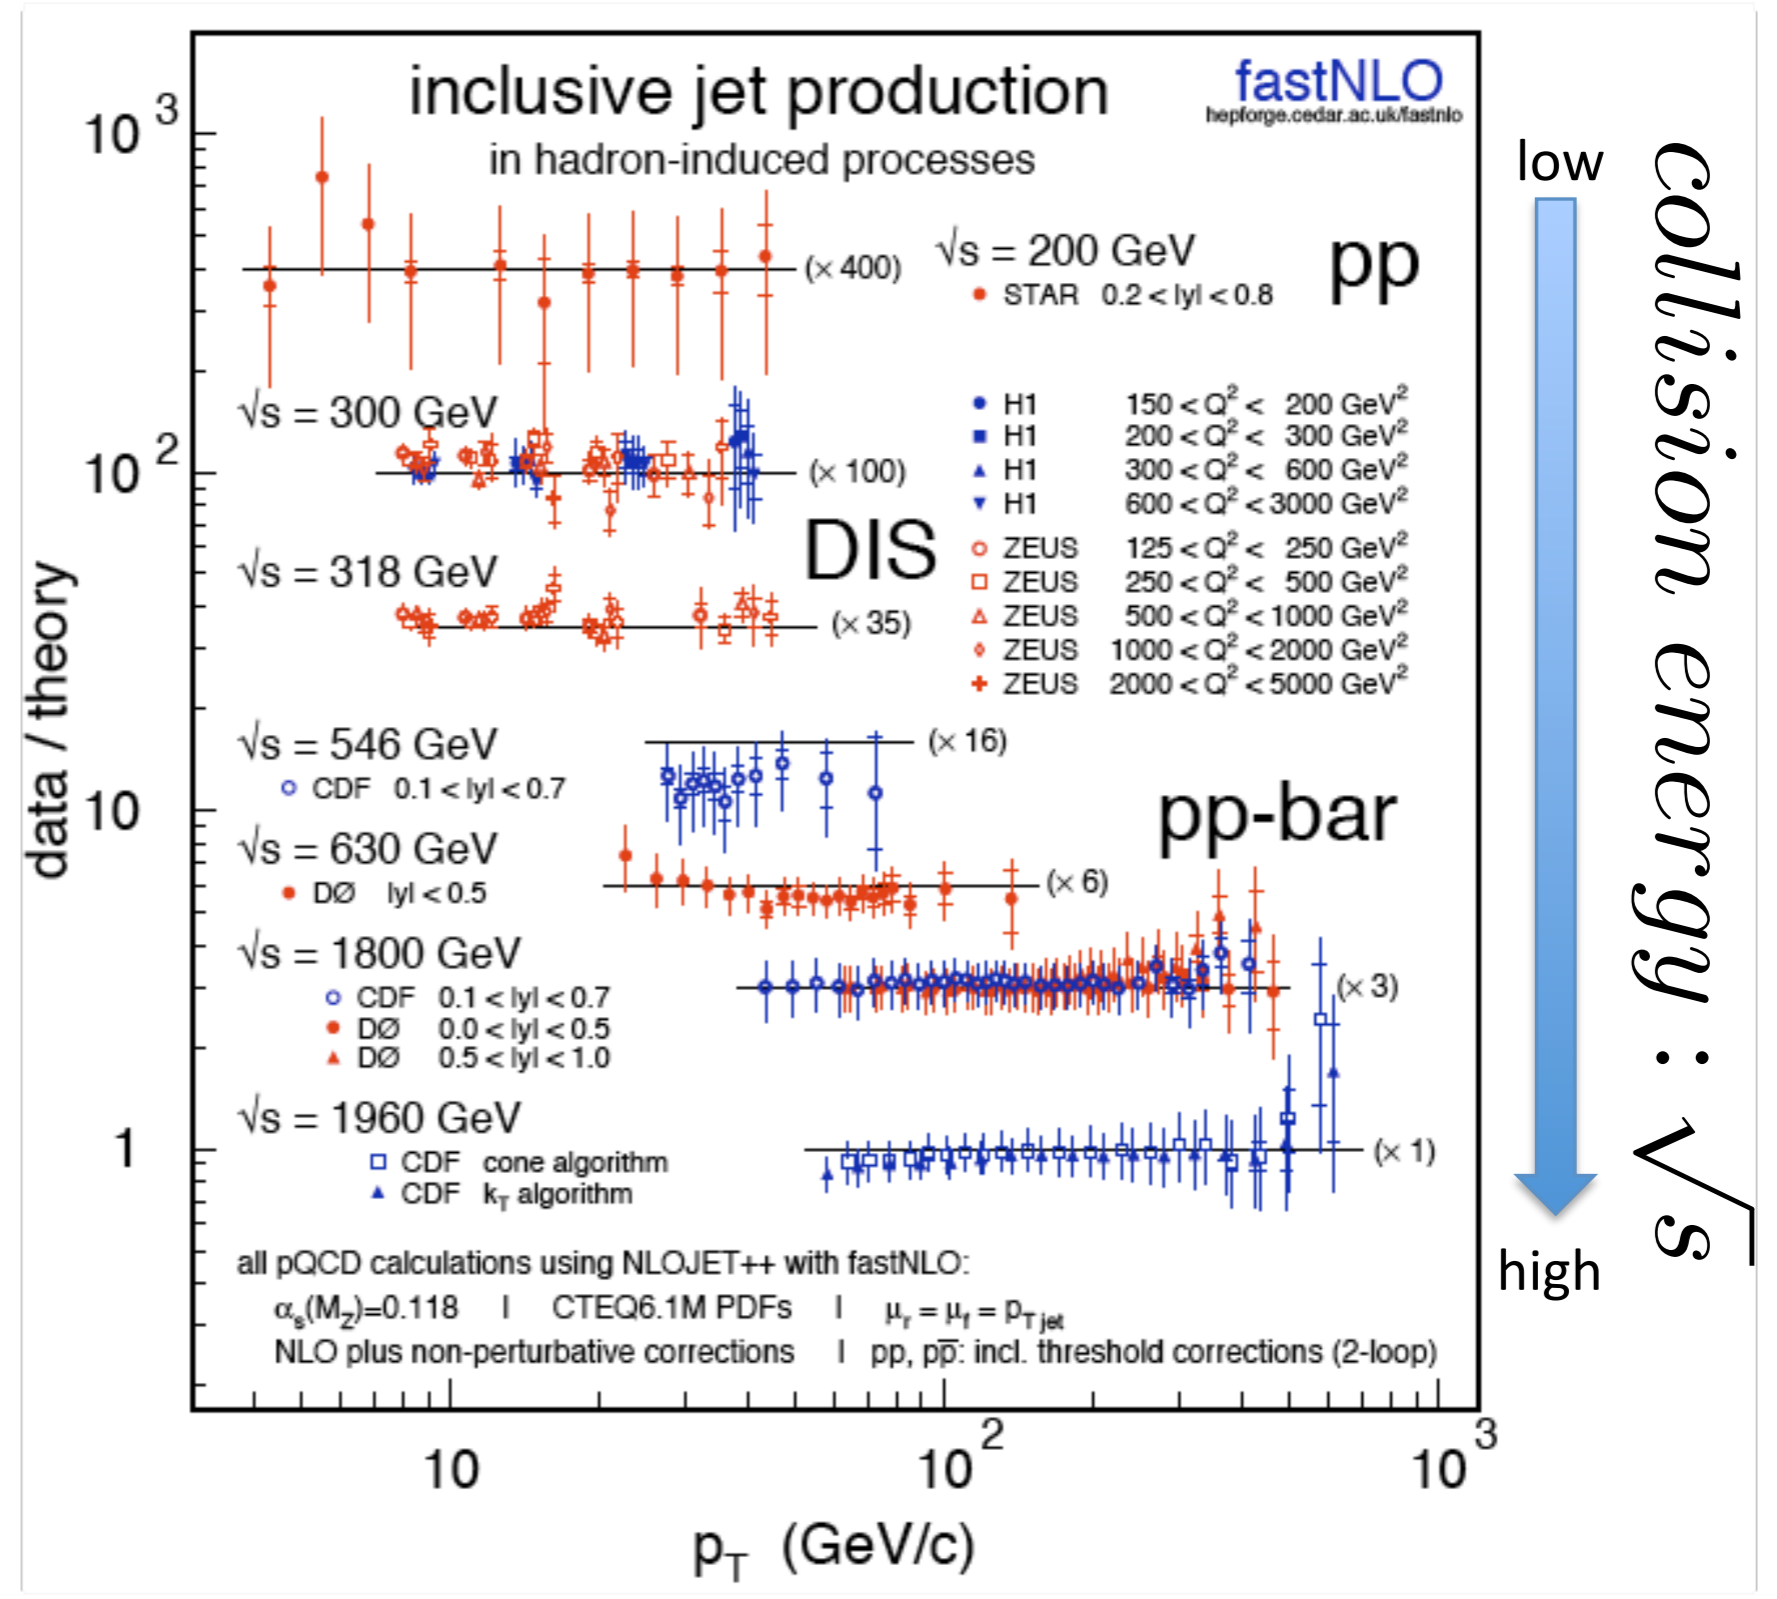 inclusive jet production
in hadron-induced processes
fastNLO
hepforge.cedar.ac.uk/fastnlo
10³
(× 400)
√s = 200 GeV
STAR 0.2 < |y| < 0.8
pp
√s = 300 GeV
10²
(× 100)
H1 150 < Q² < 200 GeV²
H1 200 < Q² < 300 GeV²
H1 300 < Q² < 600 GeV²
H1 600 < Q² < 3000 GeV²
DIS
√s = 318 GeV
(× 35)
ZEUS 125 < Q² < 250 GeV²
ZEUS 250 < Q² < 500 GeV²
ZEUS 500 < Q² < 1000 GeV²
ZEUS 1000 < Q² < 2000 GeV²
ZEUS 2000 < Q² < 5000 GeV²
√s = 546 GeV
(× 16)
CDF 0.1 < |y| < 0.7
10
pp-bar
√s = 630 GeV
(× 6)
DØ |y| < 0.5
√s = 1800 GeV
(× 3)
CDF 0.1 < |y| < 0.7
DØ 0.0 < |y| < 0.5
DØ 0.5 < |y| < 1.0
√s = 1960 GeV
1
(× 1)
CDF cone algorithm
CDF k_T algorithm
all pQCD calculations using NLOJET++ with fastNLO:
α_s(M_Z)=0.118 | CTEQ6.1M PDFs | μ_r = μ_f = p_T jet
NLO plus non-perturbative corrections | pp, pp̅: incl. threshold corrections (2-loop)
10 10² 10³
p_T (GeV/c)
data / theory
low
high
collision energy : √s